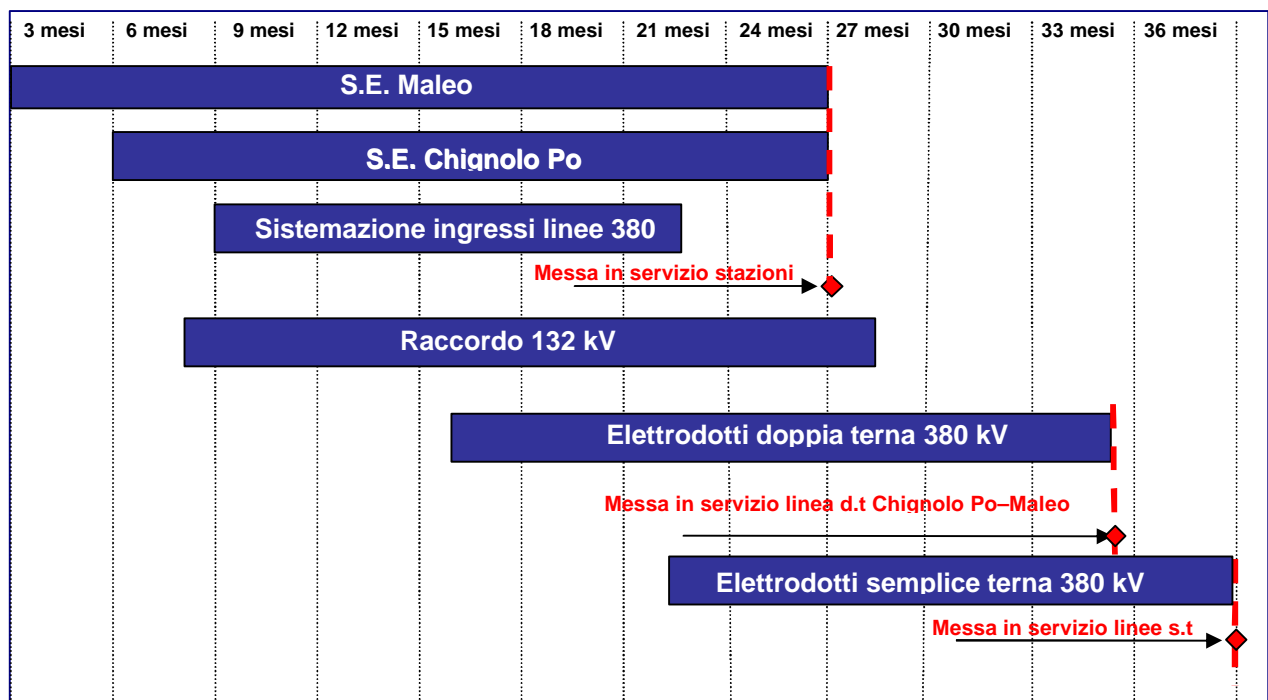 3 mesi 6 mesi 9 mesi 12 mesi 15 mesi 18 mesi 21 mesi 24 mesi 27 mesi 30 mesi 33 mesi 36 mesi
S.E. Maleo
S.E. Chignolo Po
Sistemazione ingressi linee 380
Messa in servizio stazioni
Raccordo 132 kV
Elettrodotti doppia terna 380 kV
Messa in servizio linea d.t Chignolo Po–Maleo
Elettrodotti semplice terna 380 kV
Messa in servizio linee s.t